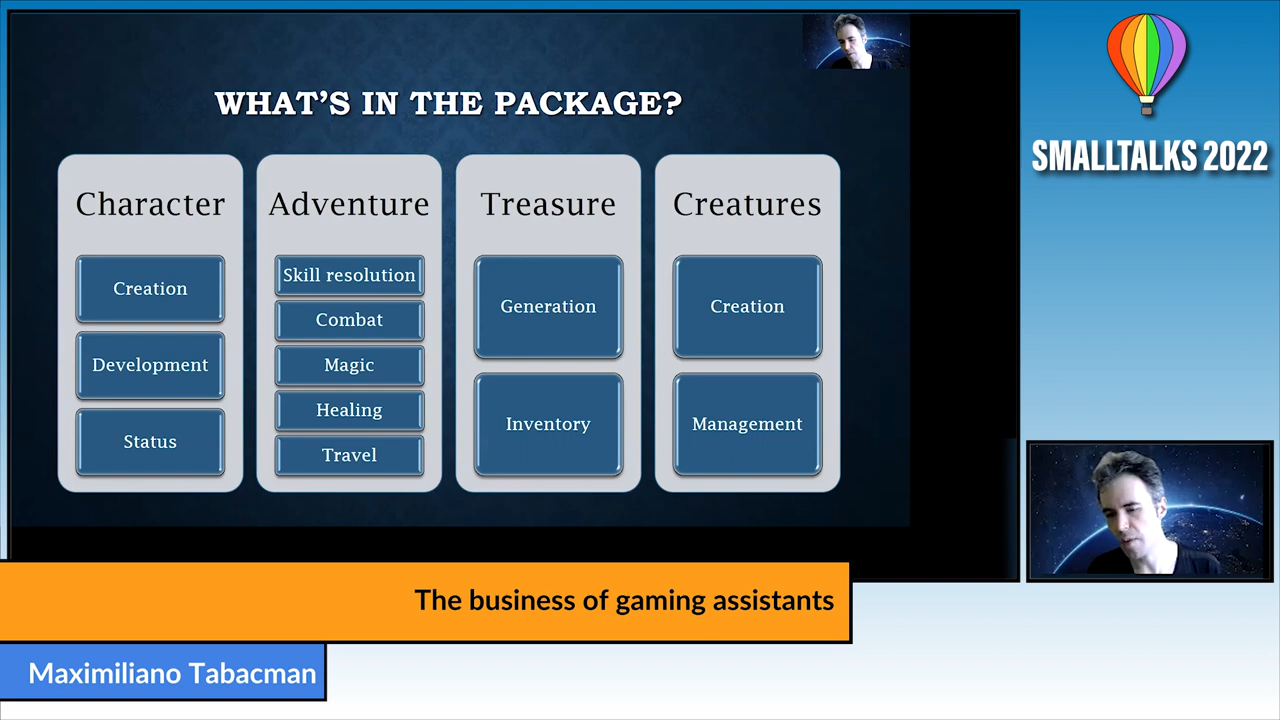 WHAT'S IN THE PACKAGE?
Character
Creation
Development
Status
Adventure
Skill resolution
Combat
Magic
Healing
Travel
Treasure
Generation
Inventory
Creatures
Creation
Management
SMALLTALKS 2022
The business of gaming assistants
Maximiliano Tabacman